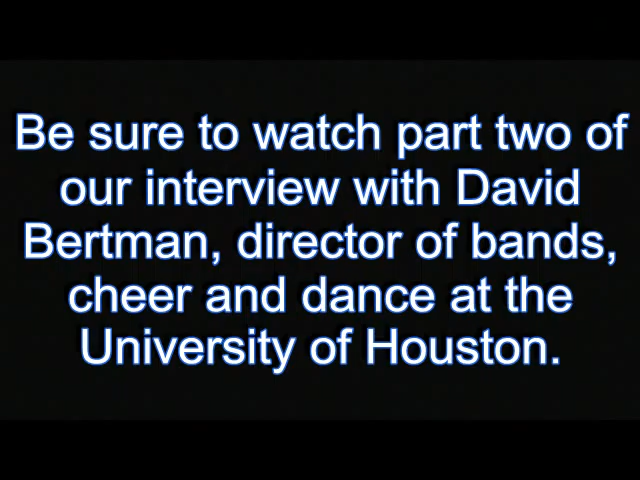 Be sure to watch part two of
our interview with David
Bertman, director of bands,
cheer and dance at the
University of Houston.